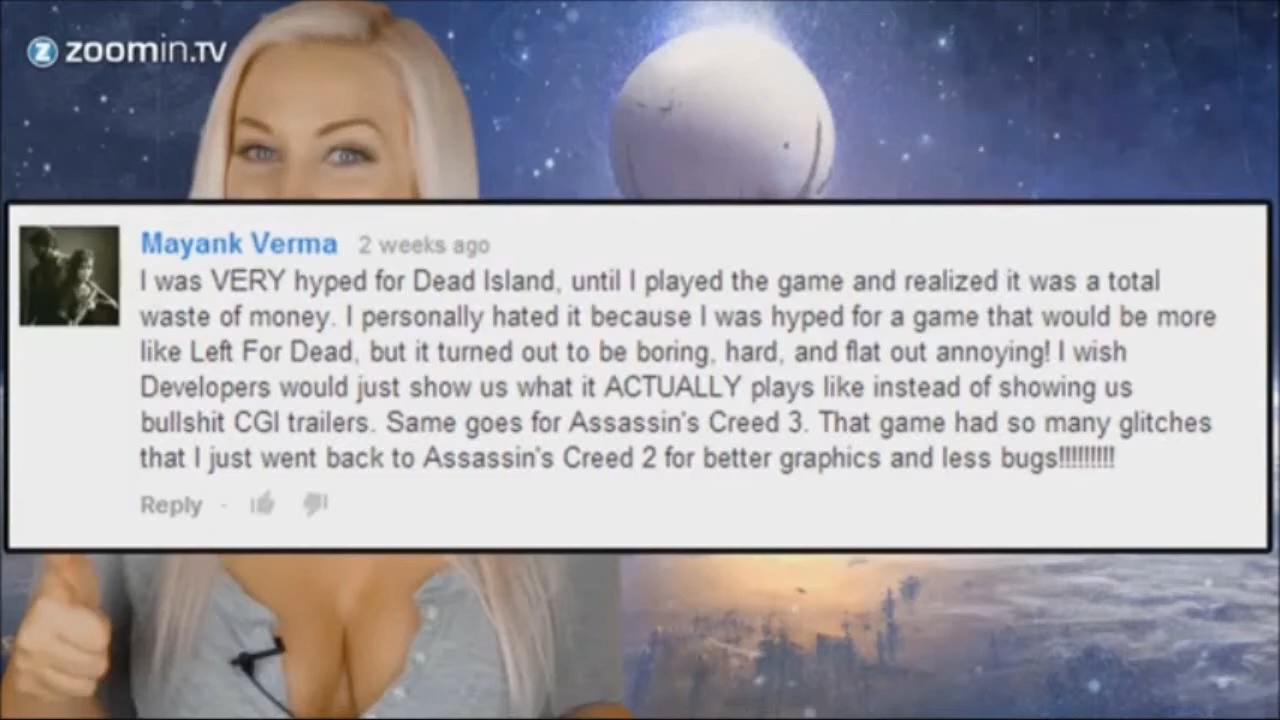 zoomin.TV
Mayank Verma 2 weeks ago
I was VERY hyped for Dead Island, until I played the game and realized it was a total
waste of money. I personally hated it because I was hyped for a game that would be more
like Left For Dead, but it turned out to be boring, hard, and flat out annoying! I wish
Developers would just show us what it ACTUALLY plays like instead of showing us
bullshit CGI trailers. Same goes for Assassin's Creed 3. That game had so many glitches
that I just went back to Assassin's Creed 2 for better graphics and less bugs!!!!!!!!!
Reply -